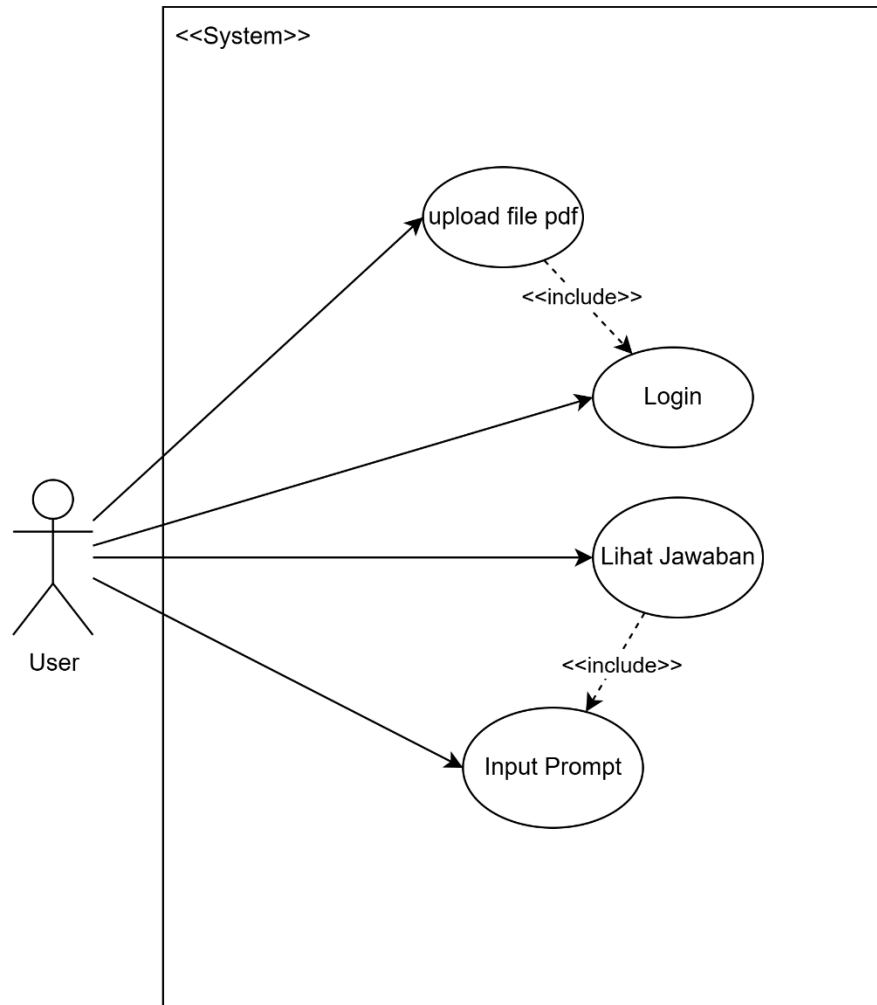 <<System>>
upload file pdf
<<include>>
Login
Lihat Jawaban
User
<<include>>
Input Prompt